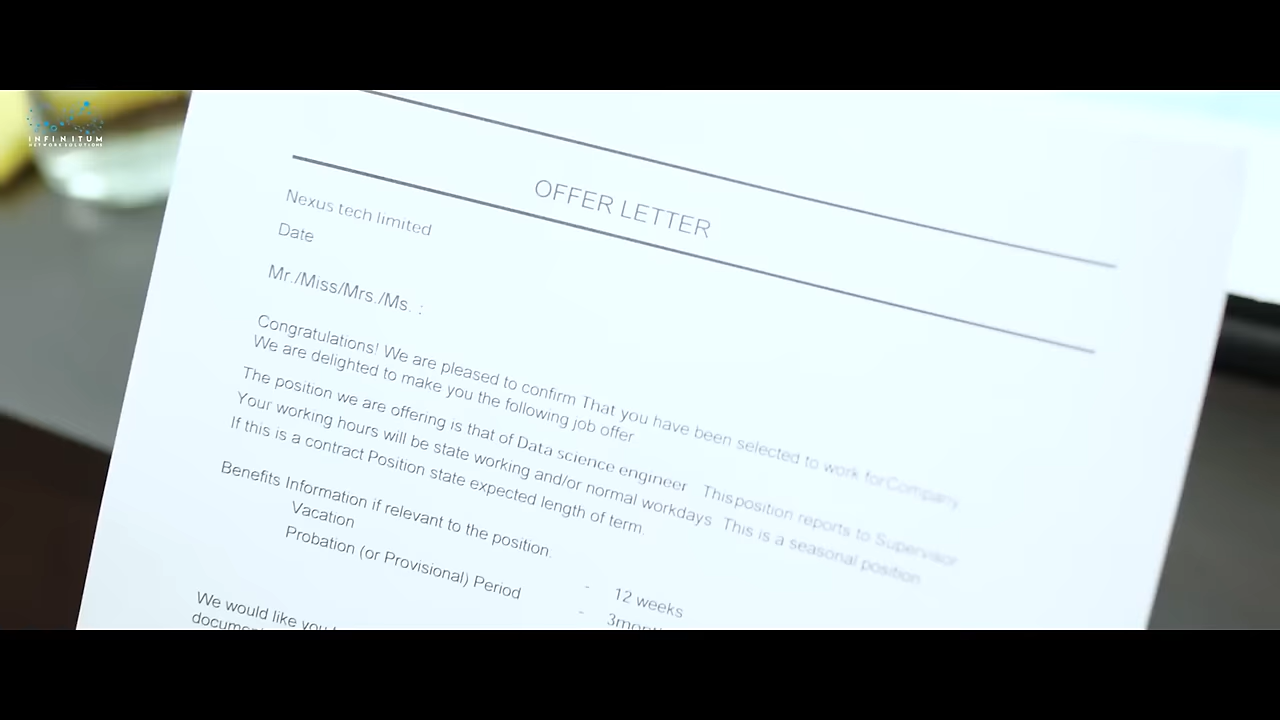 INFINITUM
NETWORK SOLUTIONS
OFFER LETTER
Nexus tech limited
Date
Mr./Miss/Mrs./Ms. :
Congratulations! We are pleased to confirm That you have been selected to work forCompany
We are delighted to make you the following job offer
The position we are offering is that of Data science engineer Thisposition reports to Supervisor
Your working hours will be state working and/or normal workdays This is a seasonal position
If this is a contract Position state expected length of term.
Benefits Information if relevant to the position.
Vacation - 12 weeks
Probation (or Provisional) Period -
We would like you